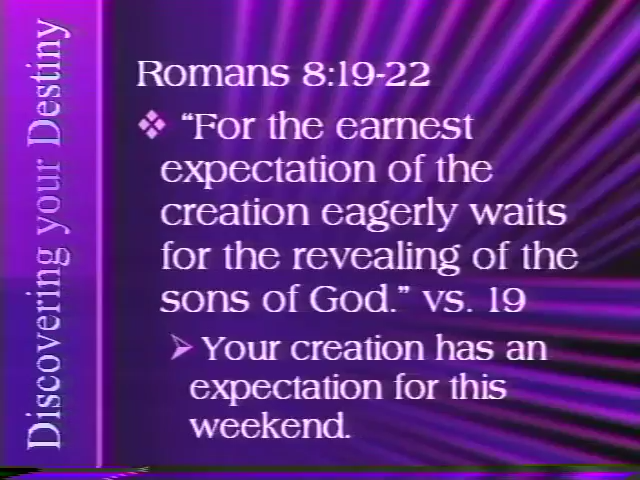 Discovering your Destiny
Romans 8:19-22
❖ “For the earnest
expectation of the
creation eagerly waits
for the revealing of the
sons of God.” vs. 19
➢ Your creation has an
expectation for this
weekend.